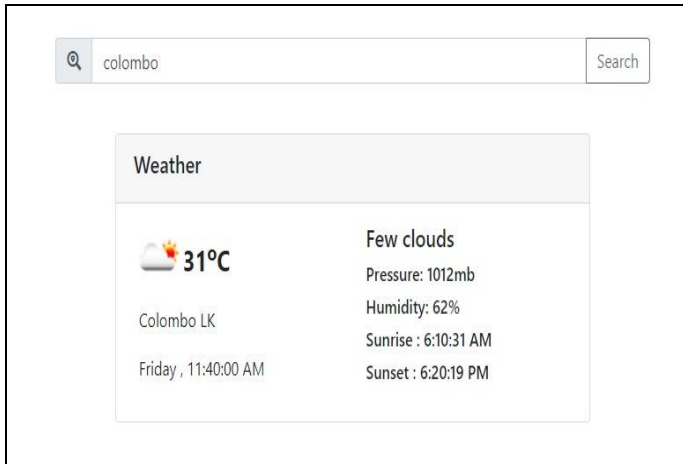 colombo
Search
Weather
31°C
Colombo LK
Friday , 11:40:00 AM
Few clouds
Pressure: 1012mb
Humidity: 62%
Sunrise : 6:10:31 AM
Sunset : 6:20:19 PM